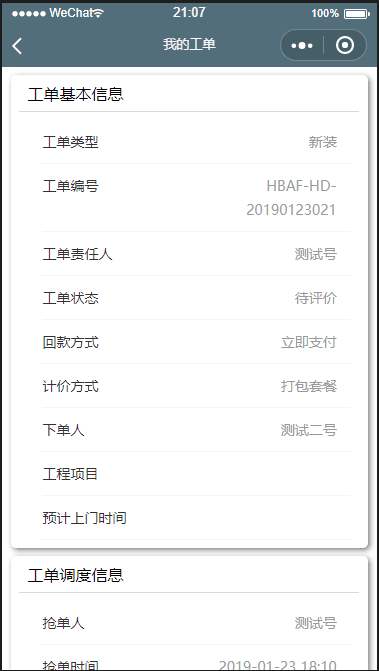 WeChat 21:07 100%
我的工单
工单基本信息
工单类型 新装
工单编号 HBAF-HD-
20190123021
工单责任人 测试号
工单状态 待评价
回款方式 立即支付
计价方式 打包套餐
下单人 测试二号
工程项目
预计上门时间
工单调度信息
抢单人 测试号
抢单时间 2019-01-23 18:10